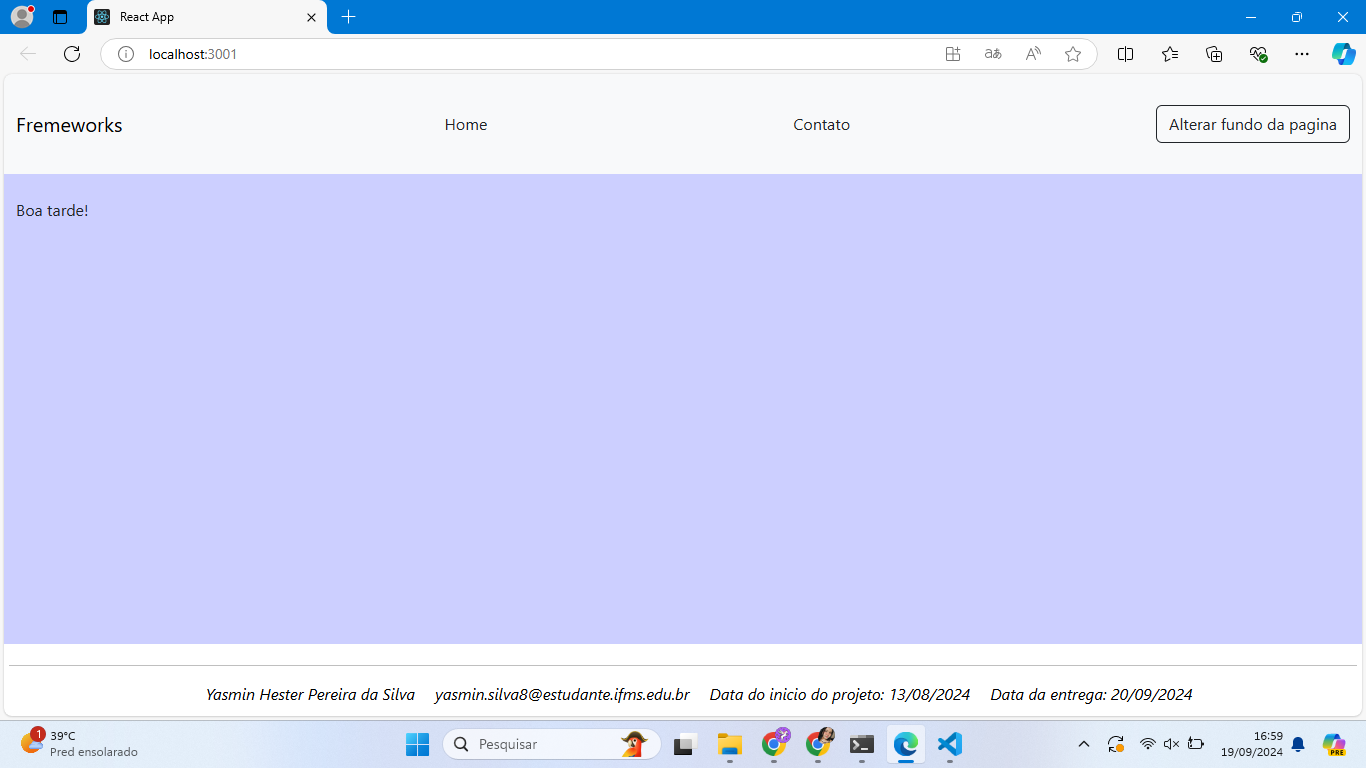 React App
localhost:3001
Fremeworks
Home
Contato
Alterar fundo da pagina
Boa tarde!
Yasmin Hester Pereira da Silva yasmin.silva8@estudante.ifms.edu.br Data do inicio do projeto: 13/08/2024 Data da entrega: 20/09/2024
1
39°C
Pred ensolarado
Pesquisar
16:59
19/09/2024
PRE